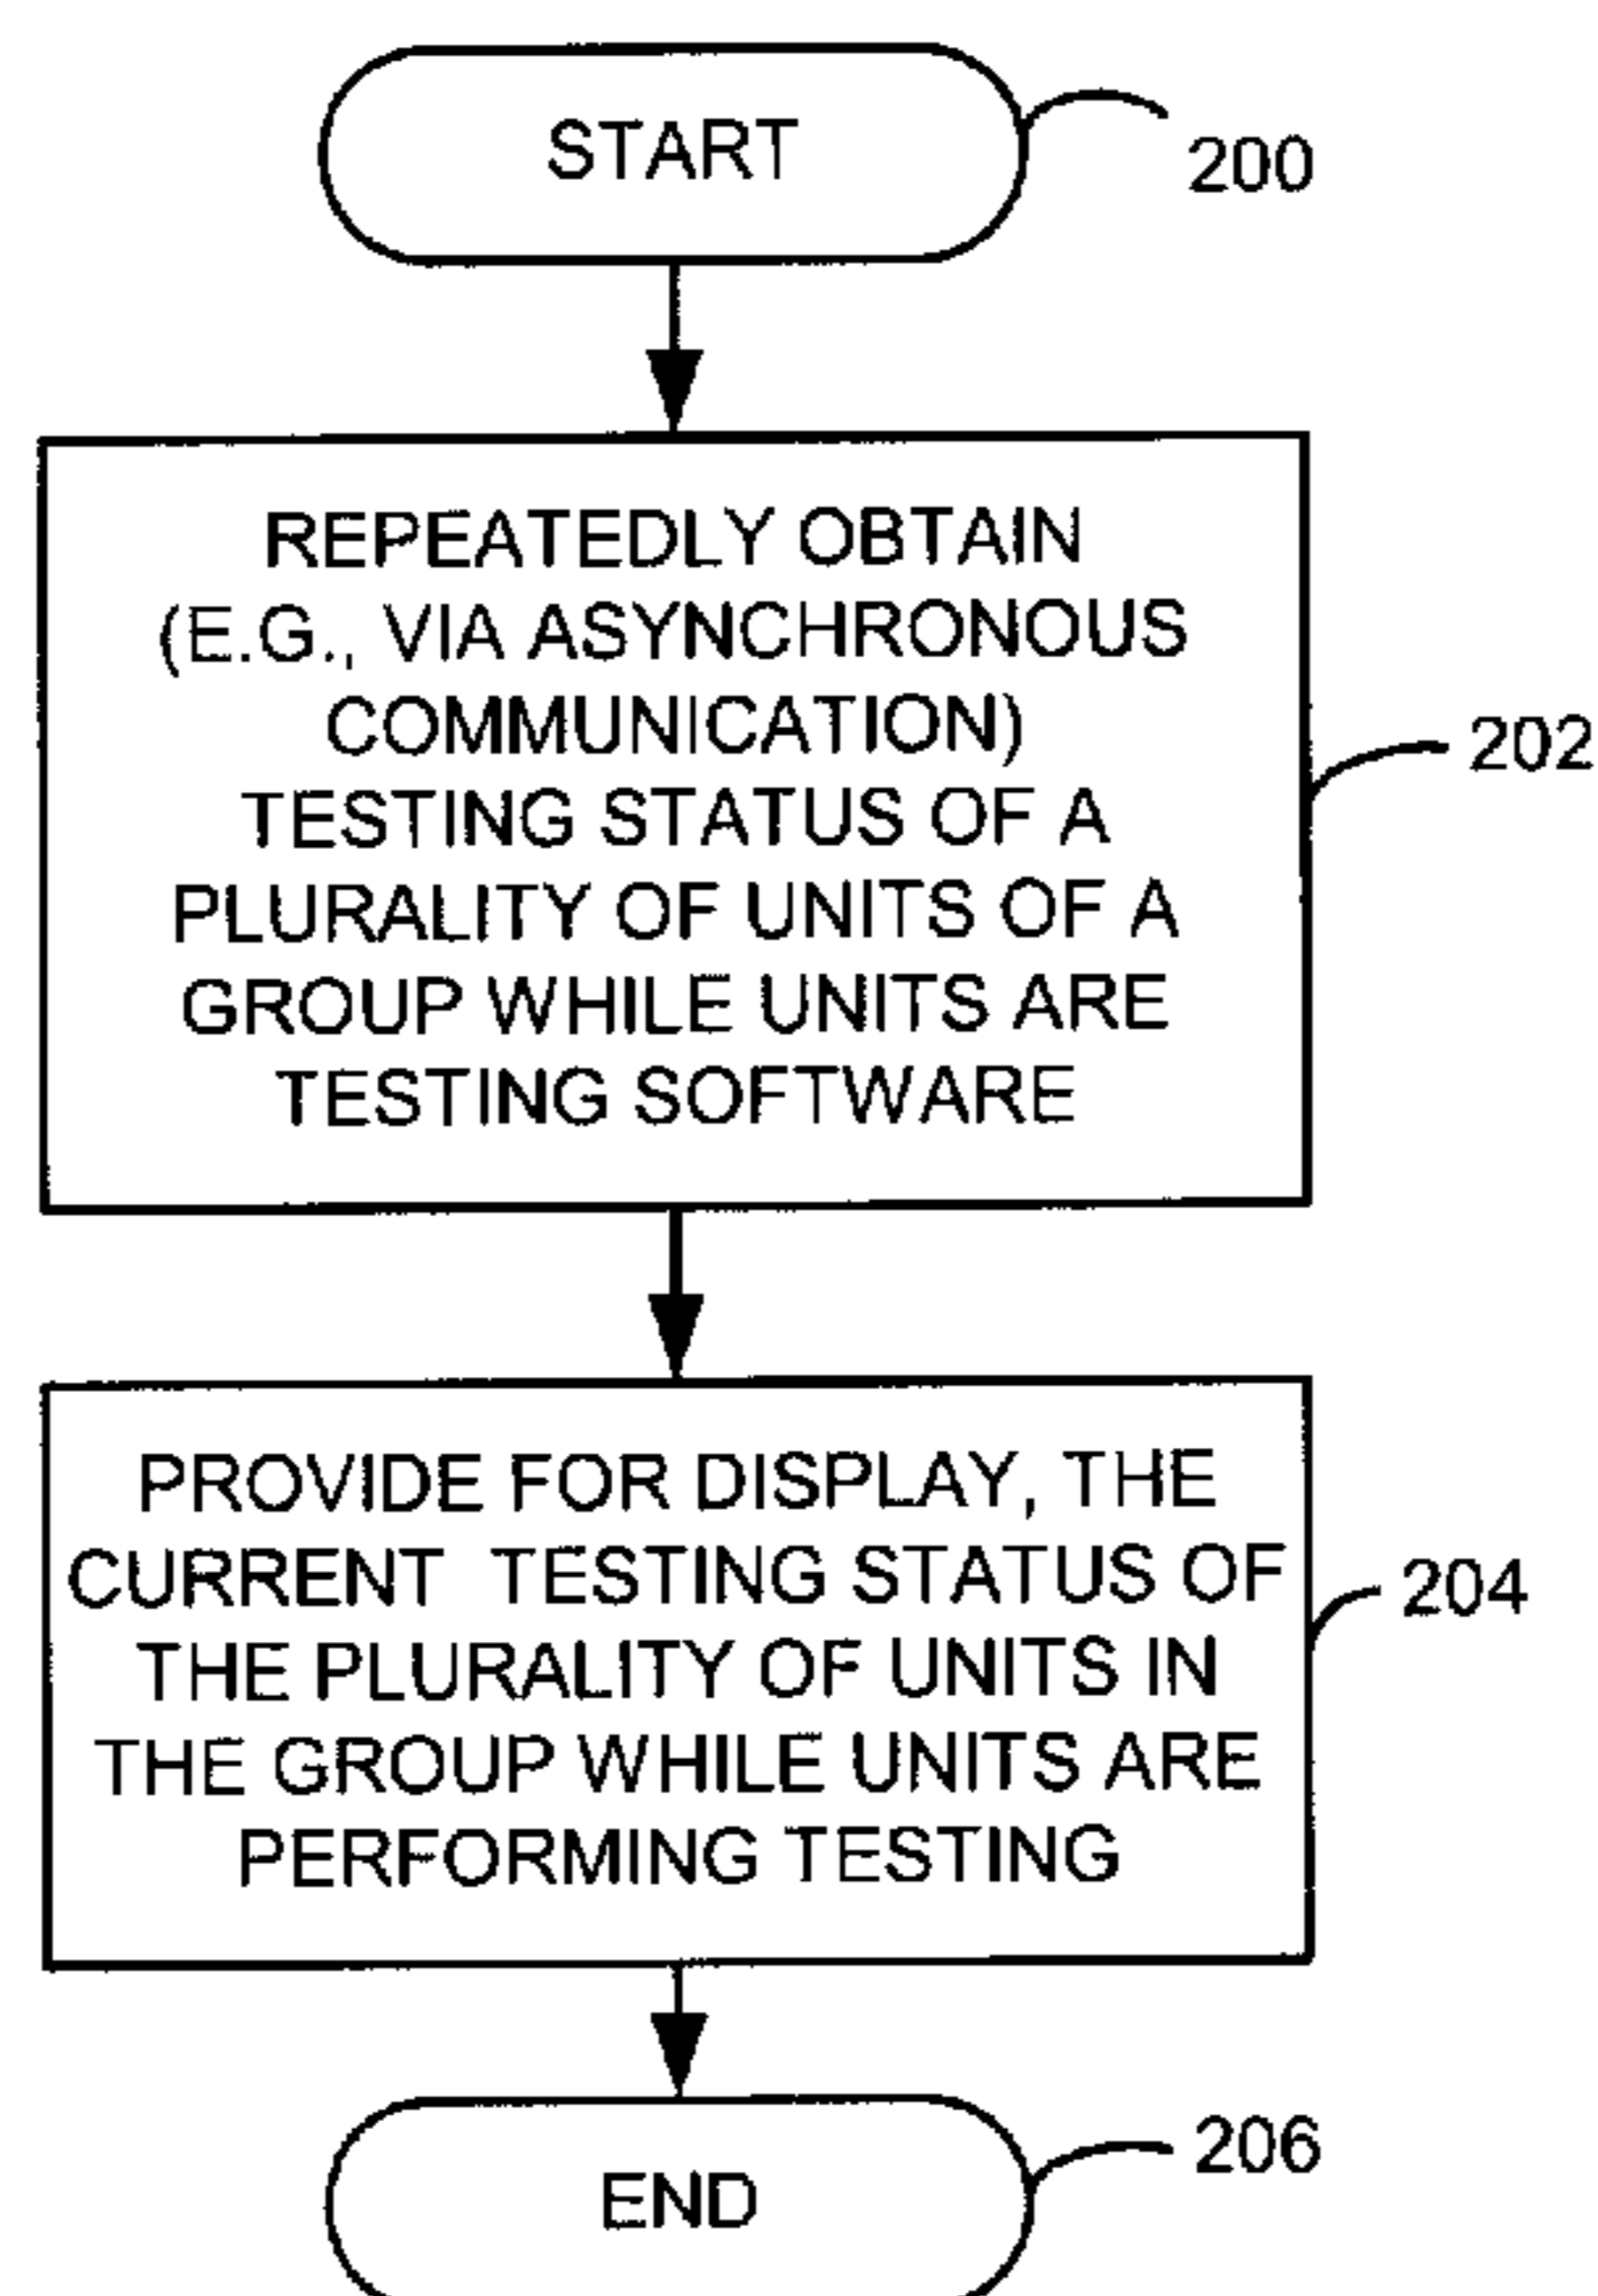 START
200
REPEATEDLY OBTAIN
(E.G., VIA ASYNCHRONOUS
COMMUNICATION)
TESTING STATUS OF A
PLURALITY OF UNITS OF A
GROUP WHILE UNITS ARE
TESTING SOFTWARE
202
PROVIDE FOR DISPLAY, THE
CURRENT TESTING STATUS OF
THE PLURALITY OF UNITS IN
THE GROUP WHILE UNITS ARE
PERFORMING TESTING
204
END
206